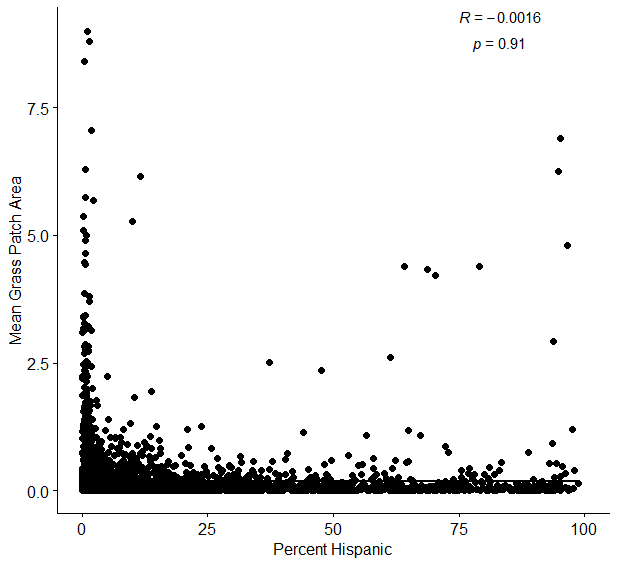 R = −0.0016
p = 0.91
7.5
5.0
2.5
0.0
Mean Grass Patch Area
0 25 50 75 100
Percent Hispanic